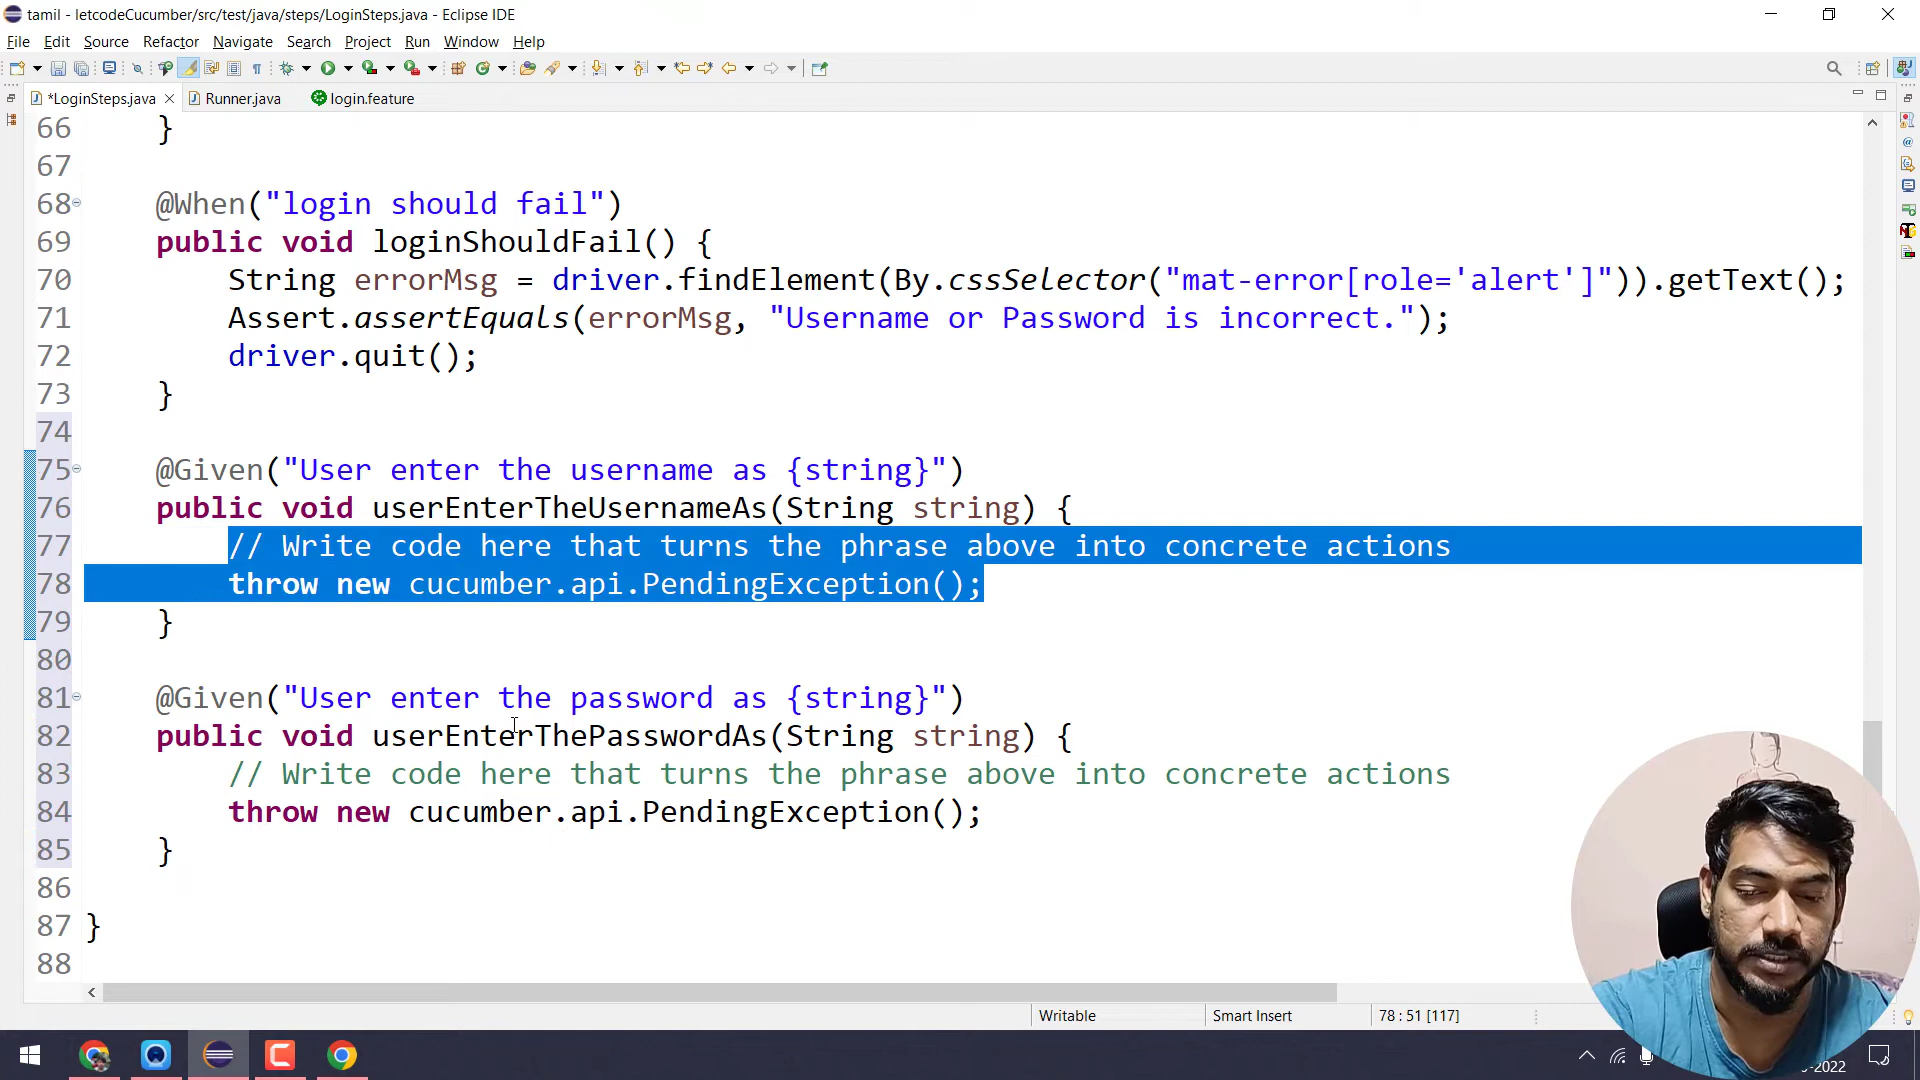 tamil - letcodeCucumber/src/test/java/steps/LoginSteps.java - Eclipse IDE
File Edit Source Refactor Navigate Search Project Run Window Help
*LoginSteps.java Runner.java login.feature
66 }
67
68 @When("login should fail")
69 public void loginShouldFail() {
70 String errorMsg = driver.findElement(By.cssSelector("mat-error[role='alert']")).getText();
71 Assert.assertEquals(errorMsg, "Username or Password is incorrect.");
72 driver.quit();
73 }
74
75 @Given("User enter the username as {string}")
76 public void userEnterTheUsernameAs(String string) {
77 // Write code here that turns the phrase above into concrete actions
78 throw new cucumber.api.PendingException();
79 }
80
81 @Given("User enter the password as {string}")
82 public void userEnterThePasswordAs(String string) {
83 // Write code here that turns the phrase above into concrete actions
84 throw new cucumber.api.PendingException();
85 }
86
87 }
88
Writable Smart Insert 78 : 51 [117]
-2022